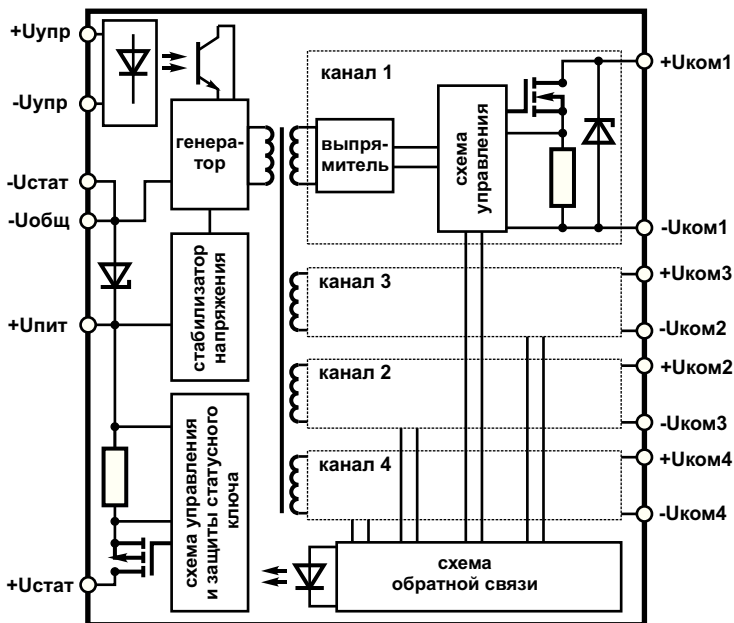 +Uупр
-Uупр
-Uстат
-Uобщ
+Uпит
+Uстат
генера-
тор
стабилизатор
напряжения
схема управления
и защиты статусного
ключа
канал 1
выпря-
митель
схема
управления
канал 3
канал 2
канал 4
схема
обратной связи
+Uком1
-Uком1
+Uком3
-Uком2
+Uком2
-Uком3
+Uком4
-Uком4